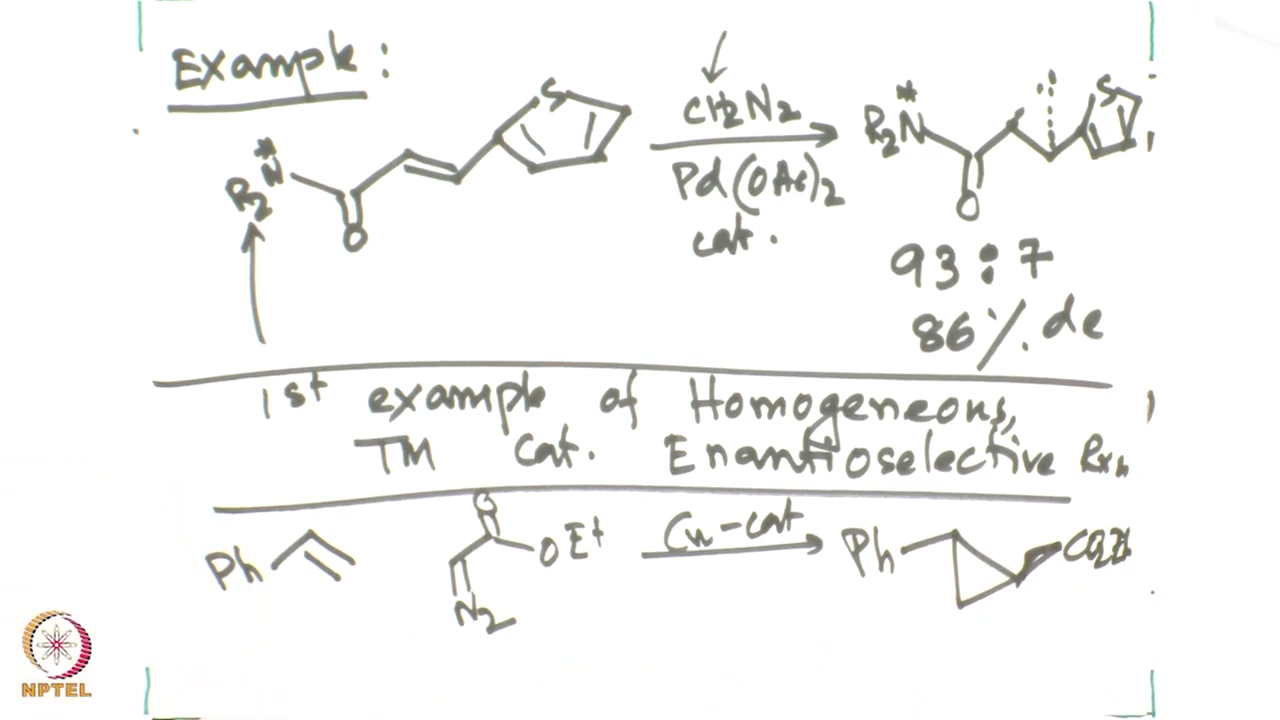 Example:
R2N* O S CH2N2 R2N* O S
Pd(OAc)2
cat.
93 : 7
86% de
1st example of Homogeneous,
TM cat. Enantioselective Rxn
Ph O OEt N2 Cu-cat Ph CO2Et
NPTEL